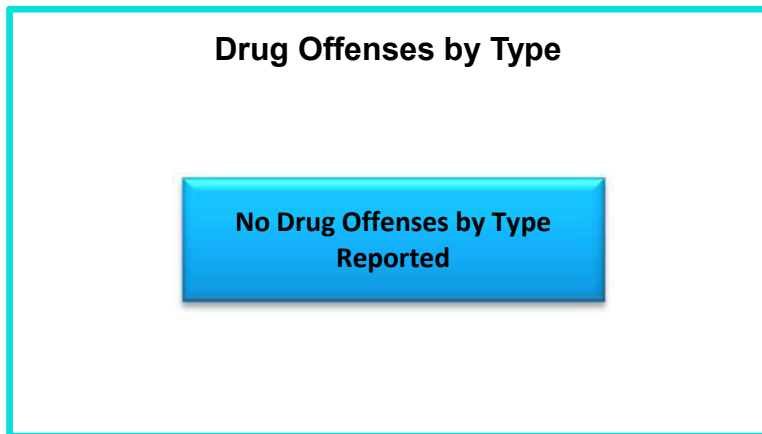 Drug Offenses by Type
No Drug Offenses by Type
Reported